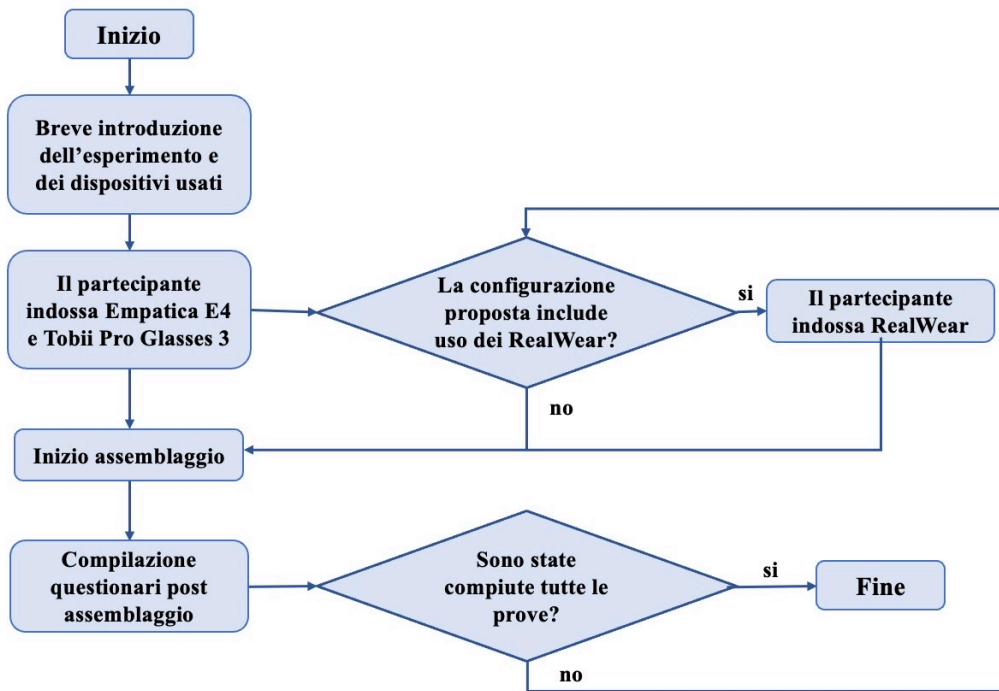 Inizio
Breve introduzione
dell'esperimento e
dei dispositivi usati
Il partecipante
indossa Empatica E4
e Tobii Pro Glasses 3
La configurazione
proposta include
uso dei RealWear?
si
Il partecipante
indossa RealWear
no
Inizio assemblaggio
Compilazione
questionari post
assemblaggio
Sono state
compiute tutte le
prove?
si
Fine
no